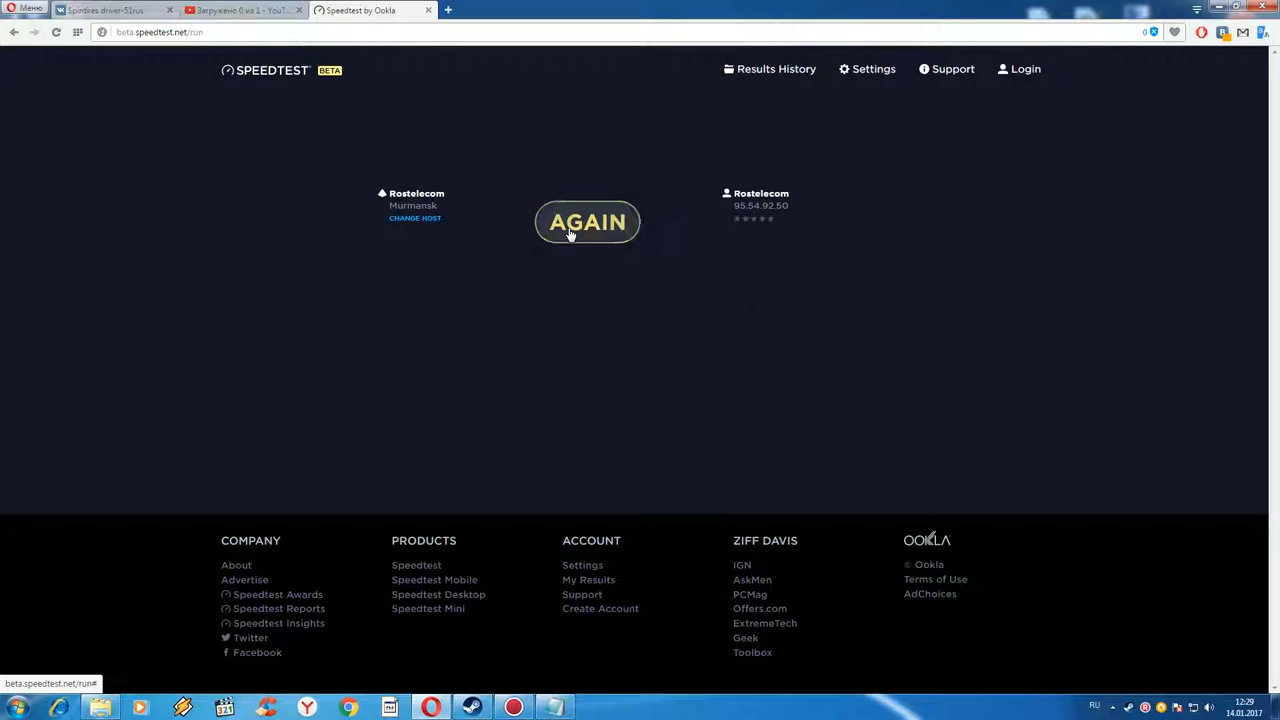 Меню
Spintires driver-51rus
Загружено 0 из 1 - YouT...
Speedtest by Ookla
beta.speedtest.net/run
0
SPEEDTEST BETA
Results History
Settings
Support
Login
Rostelecom
Murmansk
CHANGE HOST
AGAIN
Rostelecom
95.54.92.50
COMPANY
About
Advertise
Speedtest Awards
Speedtest Reports
Speedtest Insights
Twitter
Facebook
PRODUCTS
Speedtest
Speedtest Mobile
Speedtest Desktop
Speedtest Mini
ACCOUNT
Settings
My Results
Support
Create Account
ZIFF DAVIS
IGN
AskMen
PCMag
Offers.com
ExtremeTech
Geek
Toolbox
OOKLA
© Ookla
Terms of Use
AdChoices
beta.speedtest.net/run#
321
RU
12:29
14.01.2017